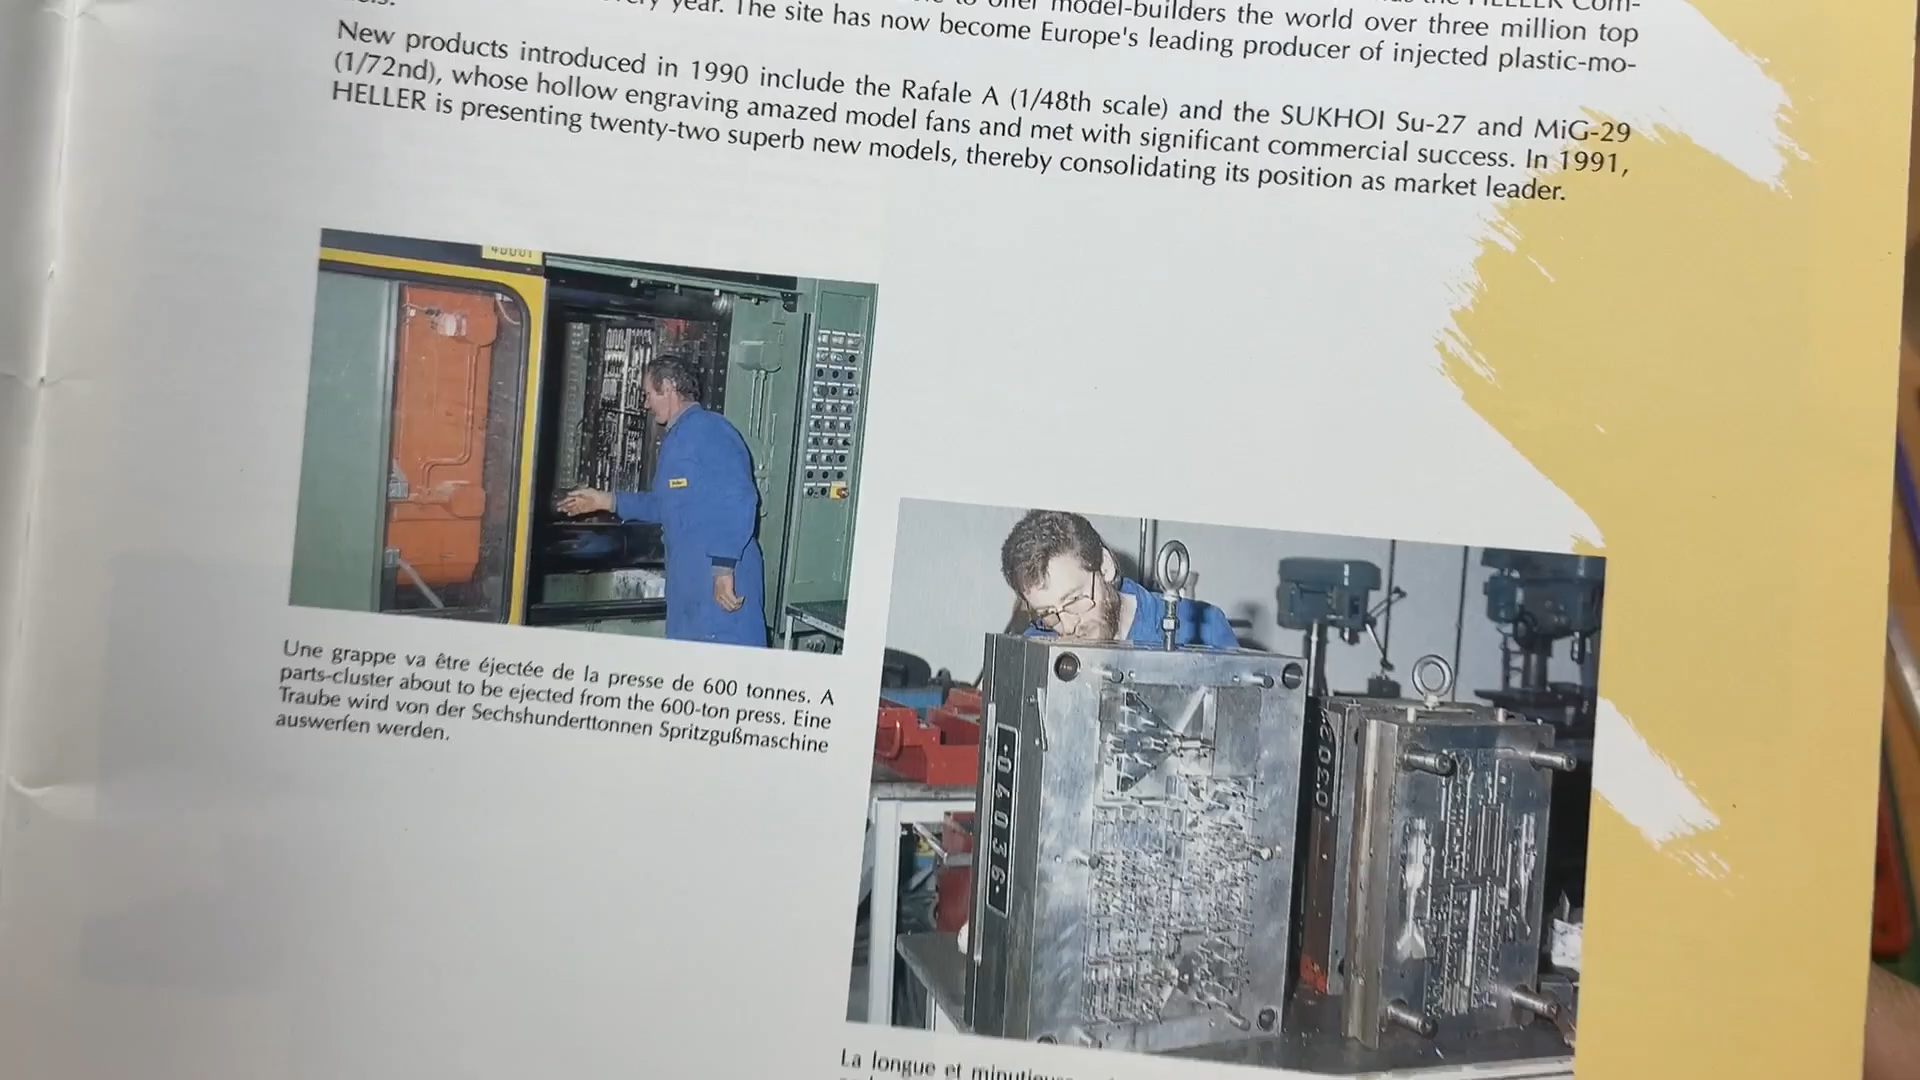 model-builders the world over three million top
year. The site has now become Europe's leading producer of injected plastic-mo-
New products introduced in 1990 include the Rafale A (1/48th scale) and the SUKHOI Su-27 and MiG-29
(1/72nd), whose hollow engraving amazed model fans and met with significant commercial success. In 1991,
HELLER is presenting twenty-two superb new models, thereby consolidating its position as market leader.
40001
Une grappe va être éjectée de la presse de 600 tonnes. A
parts-cluster about to be ejected from the 600-ton press. Eine
Traube wird von der Sechshunderttonnen Spritzgußmaschine
auswerfen werden.
.04036.
La longue et